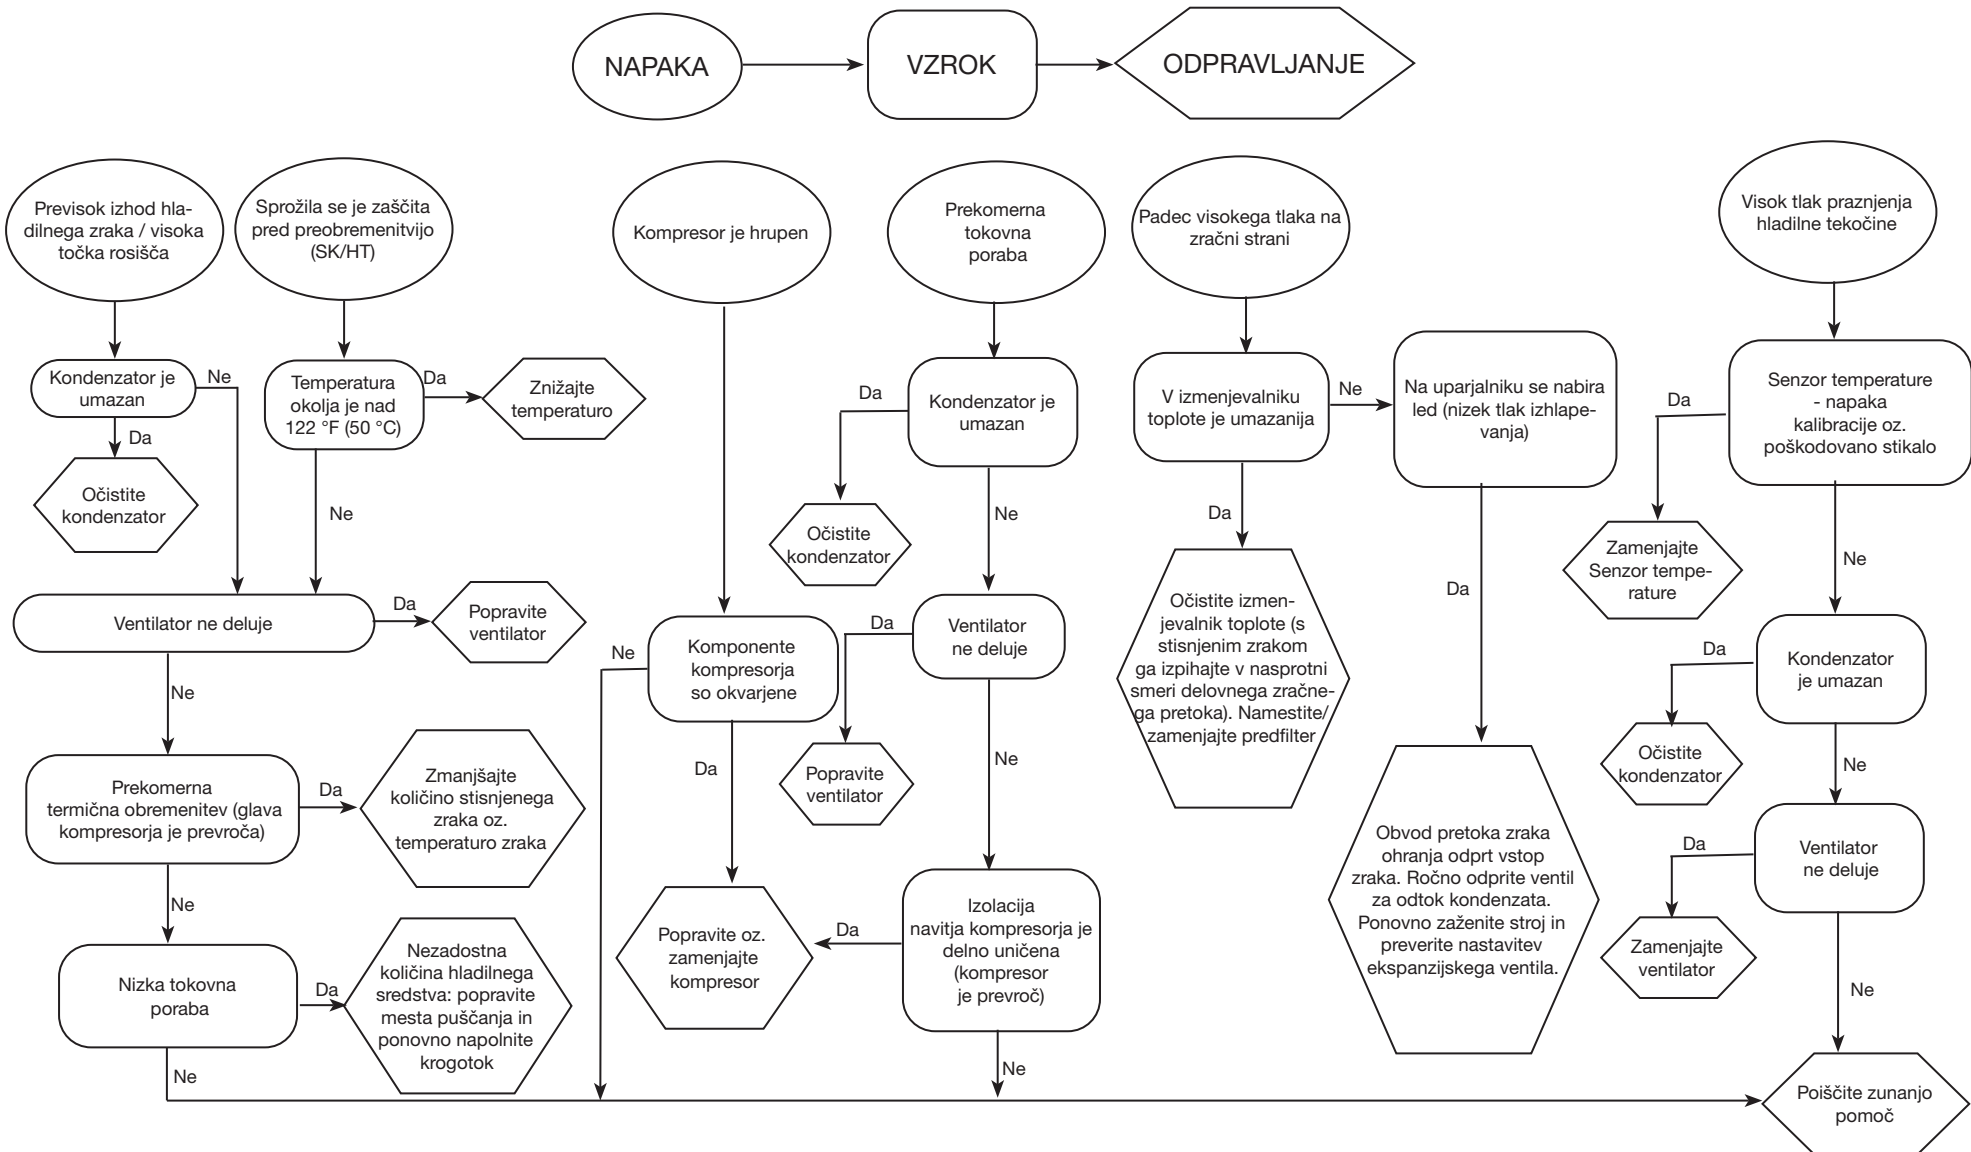 NAPAKA
VZROK
ODPRAVLJANJE
Previsok izhod hla-
dilnega zraka / visoka
točka rosišča
Kondenzator je
umazan
Ne
Da
Očistite
kondenzator
Sprožila se je zaščita
pred preobremenitvijo
(SK/HT)
Temperatura
okolja je nad
122 °F (50 °C)
Da
Znižajte
temperaturo
Ne
Ventilator ne deluje
Da
Popravite
ventilator
Ne
Prekomerna
termična obremenitev (glava
kompresorja je prevroča)
Da
Zmanjšajte
količino stisnjenega
zraka oz.
temperaturo zraka
Ne
Nizka tokovna
poraba
Da
Nezadostna
količina hladilnega
sredstva: popravite
mesta puščanja in
ponovno napolnite
krogotok
Ne
Kompresor je hrupen
Komponente
kompresorja
so okvarjene
Ne
Da
Popravite oz.
zamenjajte
kompresor
Prekomerna
tokovna
poraba
Kondenzator je
umazan
Da
Očistite
kondenzator
Ne
Ventilator
ne deluje
Da
Popravite
ventilator
Ne
Izolacija
navitja kompresorja je
delno uničena
(kompresor
je prevroč)
Da
Ne
Padec visokega tlaka na
zračni strani
V izmenjevalniku
toplote je umazanija
Ne
Da
Očistite izmen-
jevalnik toplote (s
stisnjenim zrakom
ga izpihajte v nasprotni
smeri delovnega zračne-
ga pretoka). Namestite/
zamenjajte predfilter
Na uparjalniku se nabira
led (nizek tlak izhlape-
vanja)
Da
Obvod pretoka zraka
ohranja odprt vstop
zraka. Ročno odprite ventil
za odtok kondenzata.
Ponovno zaženite stroj in
preverite nastavitev
ekspanzijskega ventila.
Visok tlak praznjenja
hladilne tekočine
Senzor temperature
- napaka
kalibracije oz.
poškodovano stikalo
Da
Zamenjajte
Senzor tempe-
rature
Ne
Kondenzator
je umazan
Da
Očistite
kondenzator
Ne
Ventilator
ne deluje
Da
Zamenjajte
ventilator
Ne
Poiščite zunanjo
pomoč